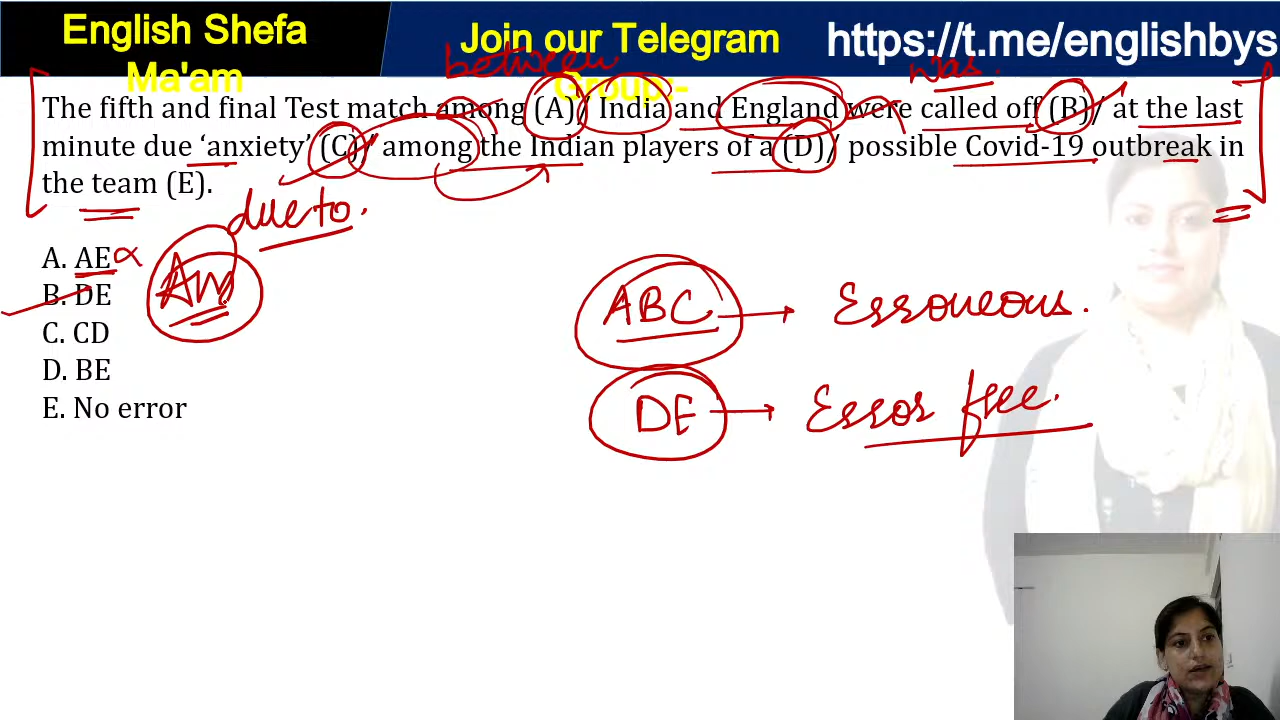 English Shefa Ma'am
Join our Telegram Group:-
https://t.me/englishbys
between
was.
The fifth and final Test match among (A)/ India and England were called off (B)/ at the last
minute due ‘anxiety’ (C)/ among the Indian players of a (D)/ possible Covid-19 outbreak in
the team (E).
due to.
A. AE
B. DE
C. CD
D. BE
E. No error
An
ABC → Erroneous.
DE → Error free.